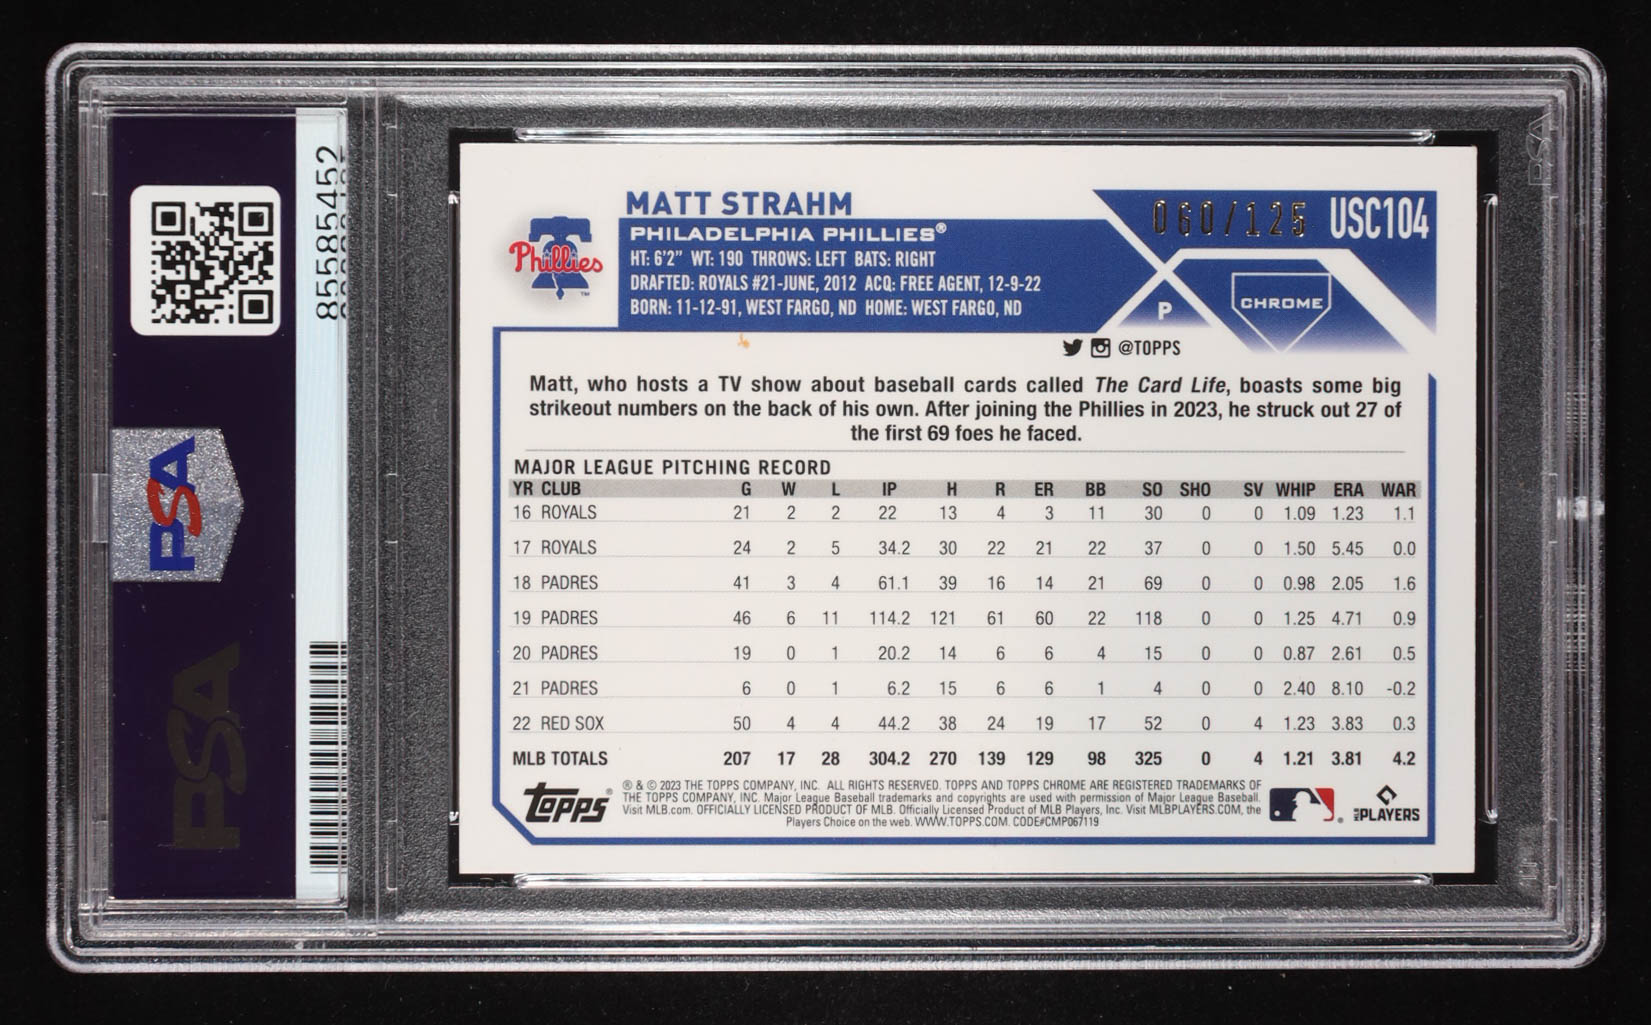 85585452
PSA
PSA
PSA
MATT STRAHM
060/125 USC104
Phillies
PHILADELPHIA PHILLIES®
HT: 6'2" WT: 190 THROWS: LEFT BATS: RIGHT
DRAFTED: ROYALS #21-JUNE, 2012 ACQ: FREE AGENT, 12-9-22
BORN: 11-12-91, WEST FARGO, ND HOME: WEST FARGO, ND
P
CHROME
@TOPPS
Matt, who hosts a TV show about baseball cards called The Card Life, boasts some big
strikeout numbers on the back of his own. After joining the Phillies in 2023, he struck out 27 of
the first 69 foes he faced.
MAJOR LEAGUE PITCHING RECORD
YR CLUB G W L IP H R ER BB SO SHO SV WHIP ERA WAR
16 ROYALS 21 2 2 22 13 4 3 11 30 0 0 1.09 1.23 1.1
17 ROYALS 24 2 5 34.2 30 22 21 22 37 0 0 1.50 5.45 0.0
18 PADRES 41 3 4 61.1 39 16 14 21 69 0 0 0.98 2.05 1.6
19 PADRES 46 6 11 114.2 121 61 60 22 118 0 0 1.25 4.71 0.9
20 PADRES 19 0 1 20.2 14 6 6 4 15 0 0 0.87 2.61 0.5
21 PADRES 6 0 1 6.2 15 6 6 1 4 0 0 2.40 8.10 -0.2
22 RED SOX 50 4 4 44.2 38 24 19 17 52 0 4 1.23 3.83 0.3
MLB TOTALS 207 17 28 304.2 270 139 129 98 325 0 4 1.21 3.81 4.2
TOPPS®
® & © 2023 THE TOPPS COMPANY, INC. ALL RIGHTS RESERVED. TOPPS AND TOPPS CHROME ARE REGISTERED TRADEMARKS OF
THE TOPPS COMPANY, INC. Major League Baseball trademarks and copyrights are used with permission of Major League Baseball.
Visit MLB.com. OFFICIALLY LICENSED PRODUCT OF MLB. Officially Licensed Product of MLB Players, Inc. Visit MLBPLAYERS.COM, the
Players Choice on the web. WWW.TOPPS.COM. CODE#CMP067119
PLAYERS